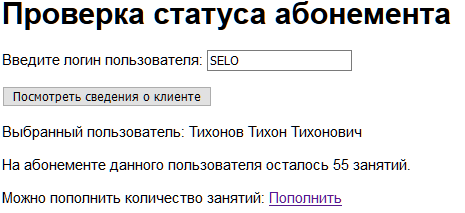 Проверка статуса абонемента
Введите логин пользователя: SELO
Посмотреть сведения о клиенте
Выбранный пользователь: Тихонов Тихон Тихонович
На абонементе данного пользователя осталось 55 занятий.
Можно пополнить количество занятий: Пополнить